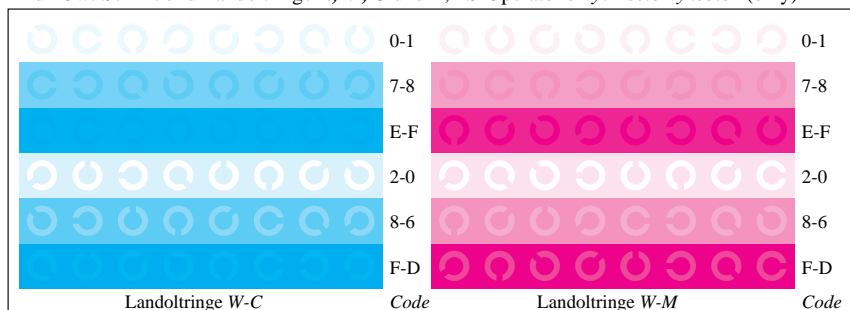 0-1 0-1
7-8 7-8
E-F E-F
2-0 2-0
8-6 8-6
F-D F-D
Landoltringe W-C Code Landoltringe W-M Code